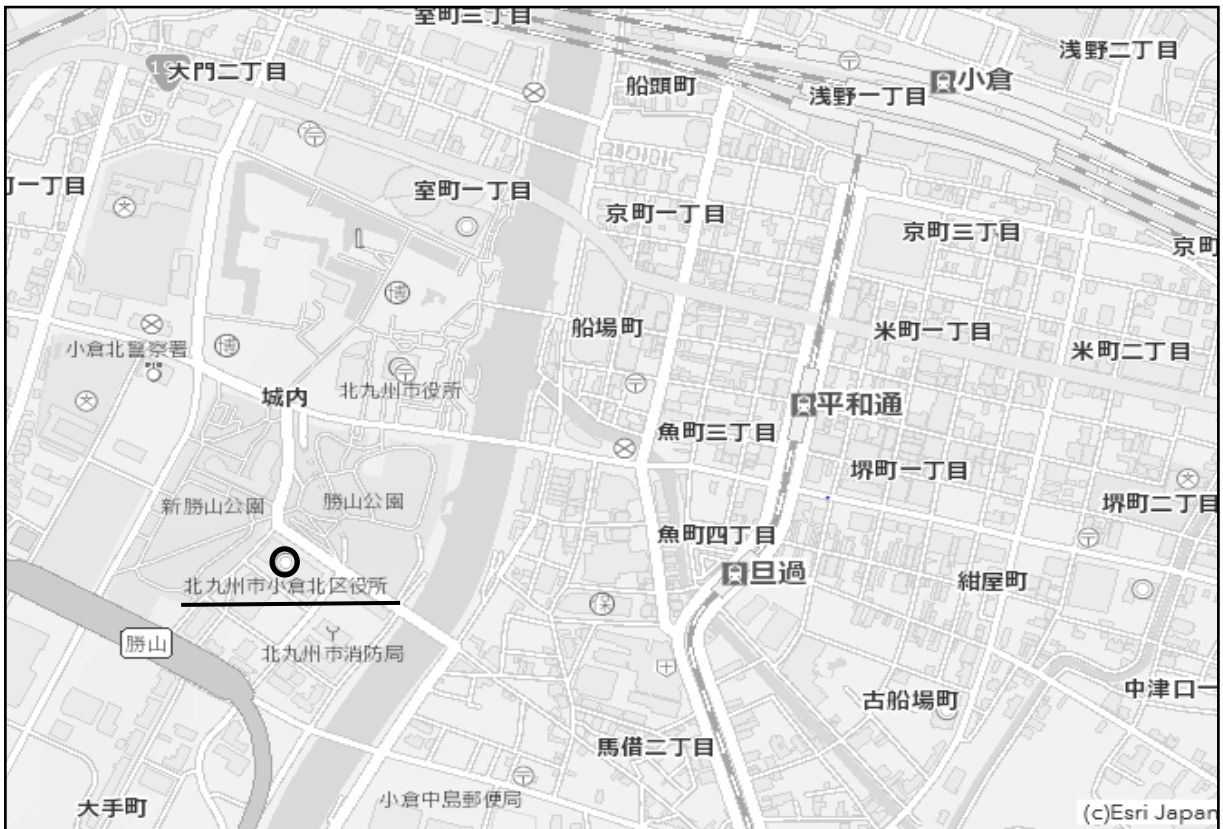 室町三丁目
浅野二丁目
大門二丁目
小倉
船頭町
浅野一丁目
丁一丁目
室町一丁目
京町一丁目
京町三丁目
京町
博
船場町
米町一丁目
小倉北警察署
博
米町二丁目
城内
北九州市役所
平和通
魚町三丁目
堺町一丁目
新勝山公園
勝山公園
堺町二丁目
魚町四丁目
旦過
北九州市小倉北区役所
紺屋町
勝山
北九州市消防局
中津口一
古船場町
馬借二丁目
大手町
小倉中島郵便局
(c)Esri Japan